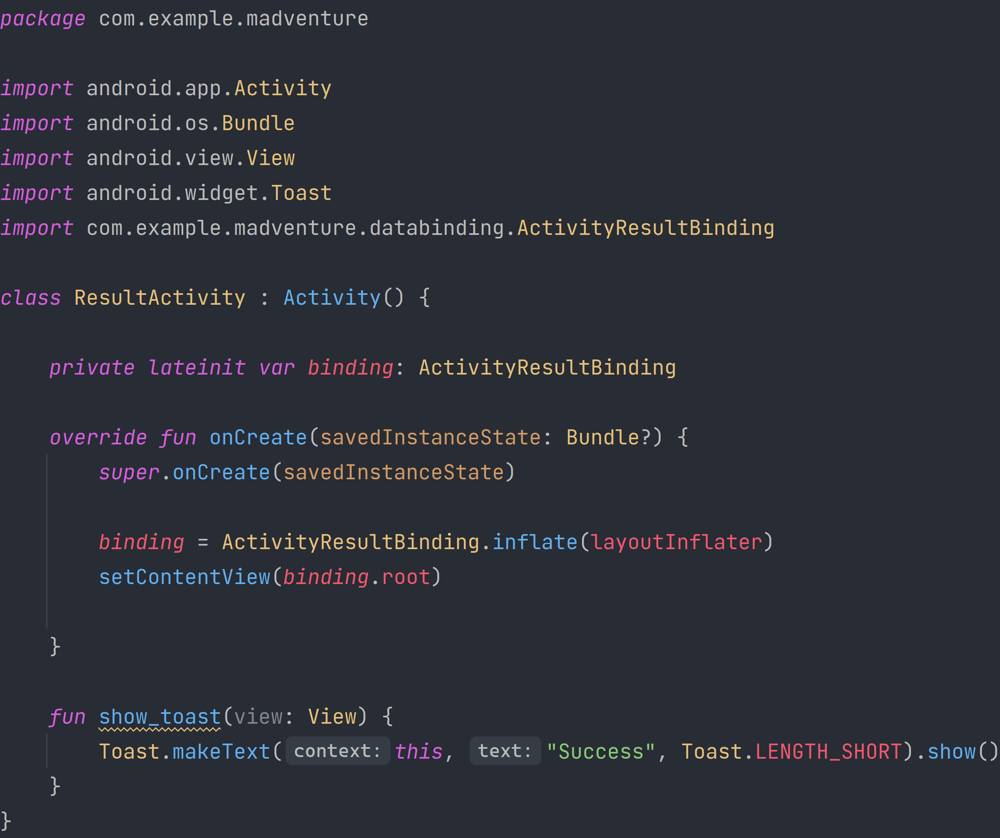 package com.example.madventure
import android.app.Activity
import android.os.Bundle
import android.view.View
import android.widget.Toast
import com.example.madventure.databinding.ActivityResultBinding
class ResultActivity : Activity() {
private lateinit var binding: ActivityResultBinding
override fun onCreate(savedInstanceState: Bundle?) {
super.onCreate(savedInstanceState)
binding = ActivityResultBinding.inflate(layoutInflater)
setContentView(binding.root)
}
fun show_toast(view: View) {
Toast.makeText( context: this, text: "Success", Toast.LENGTH_SHORT).show()
}
}